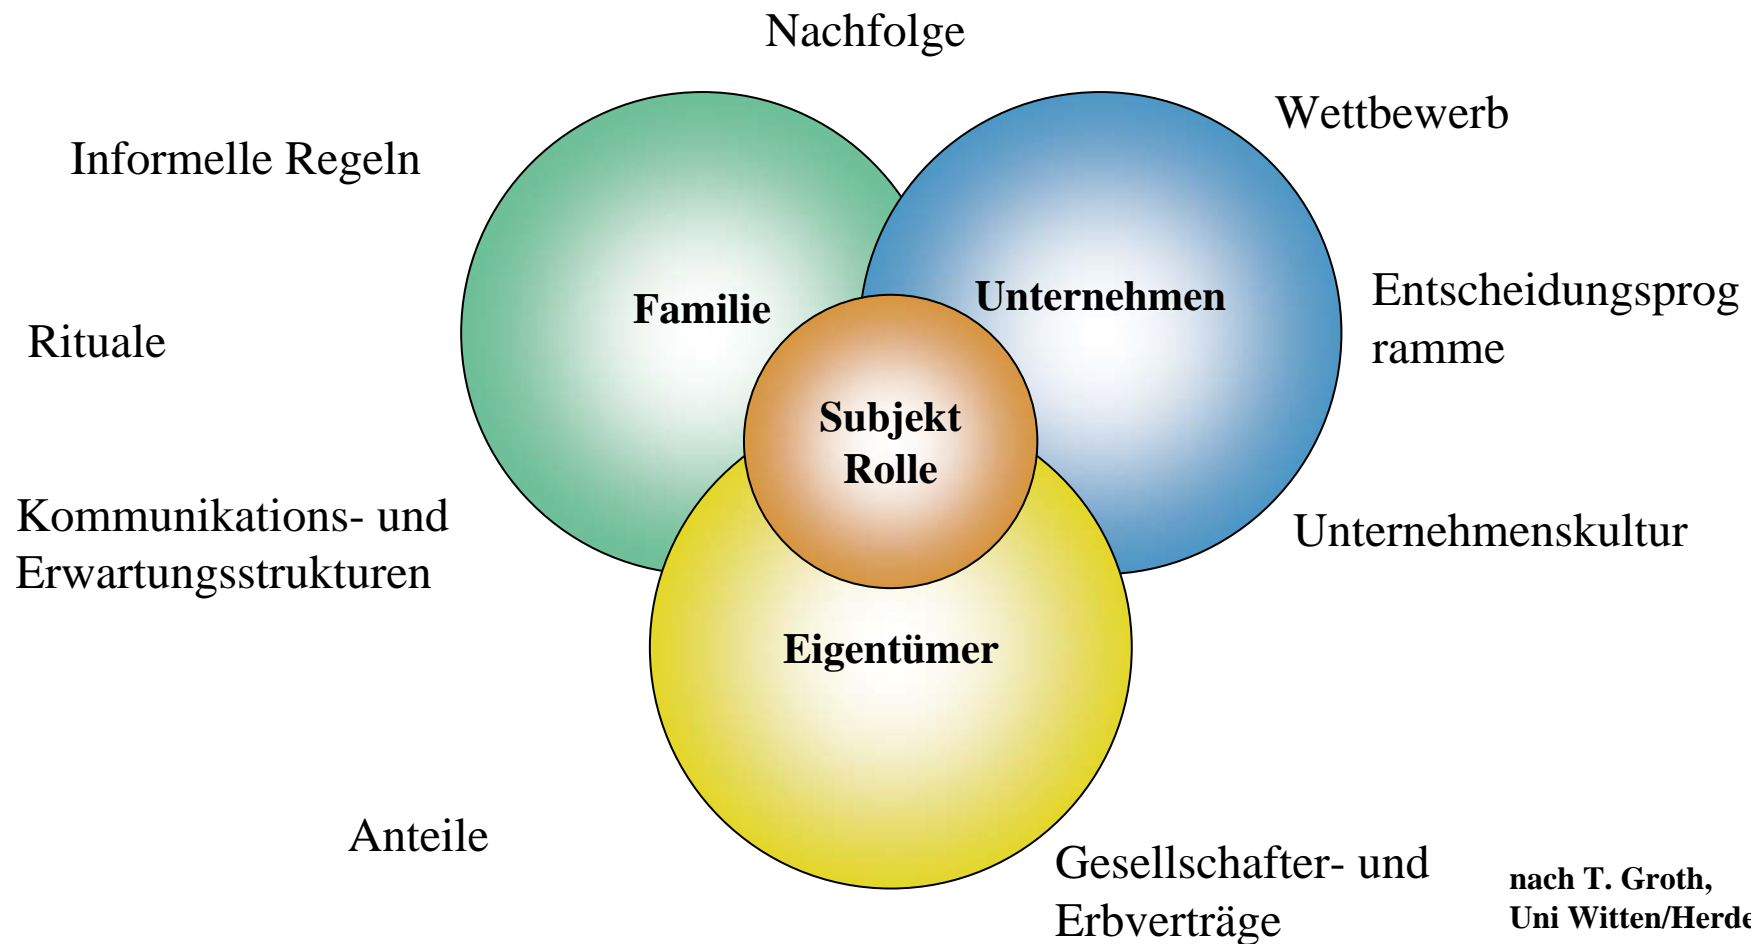 Nachfolge
Wettbewerb
Informelle Regeln
Familie
Unternehmen
Entscheidungsprog
ramme
Rituale
Subjekt
Rolle
Kommunikations- und
Erwartungsstrukturen
Unternehmenskultur
Eigentümer
Anteile
Gesellschafter- und
Erbverträge
nach T. Groth,
Uni Witten/Herde